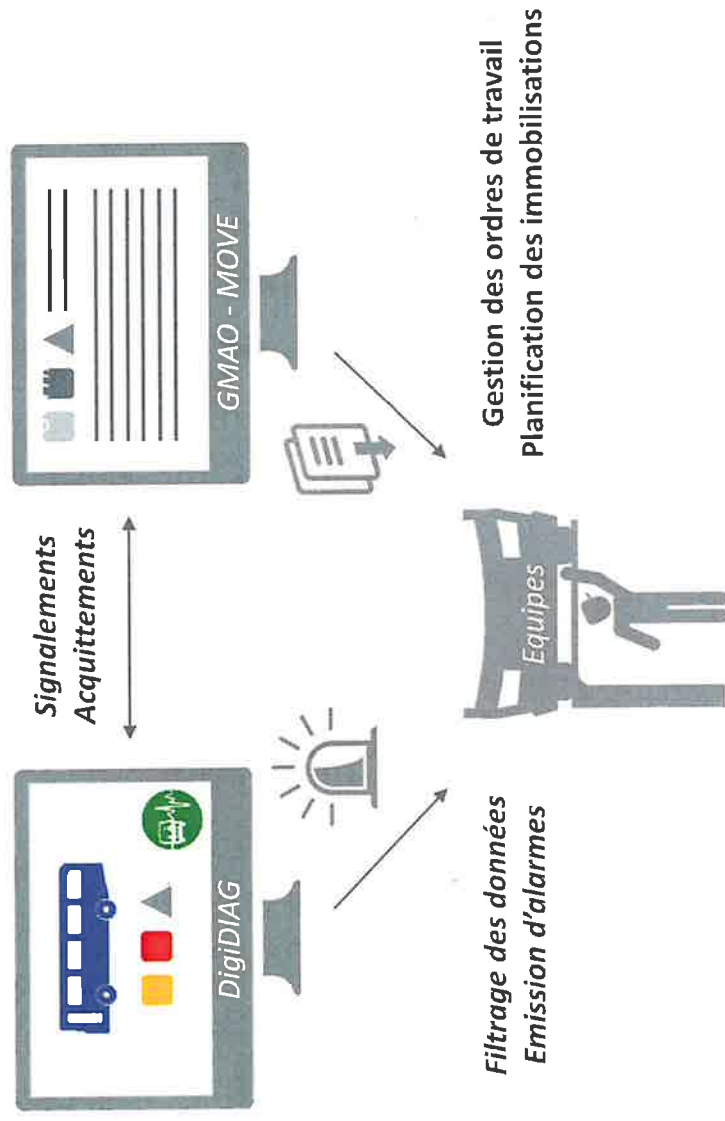 Signalements
Acquittements
DigiDIAG
GMAO - MOVE
Filtrage des données
Emission d'alarmes
Equipes
Gestion des ordres de travail
Planification des immobilisations